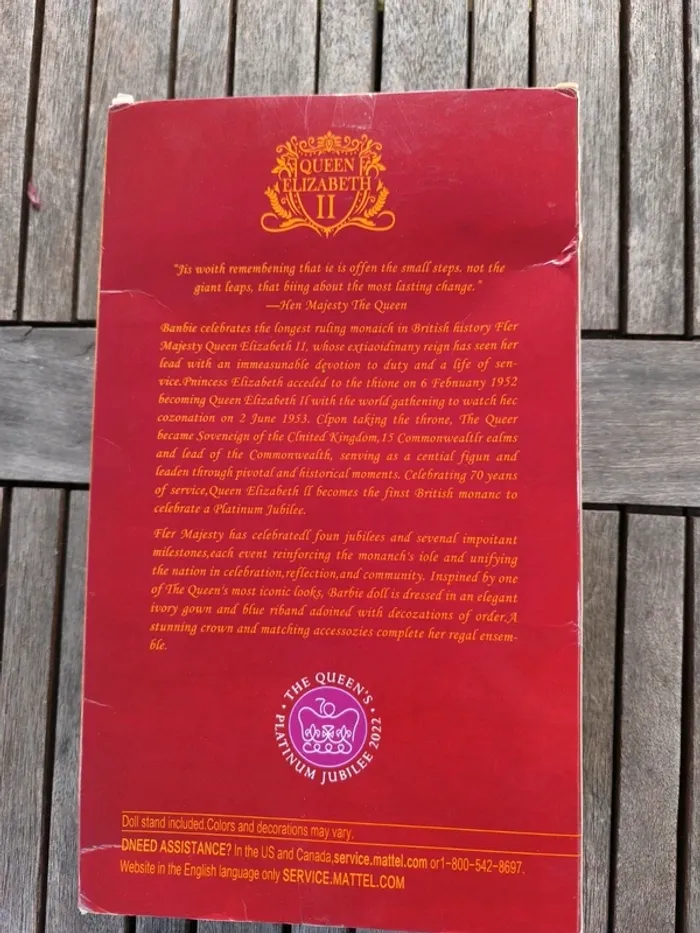 QUEEN
ELIZABETH
II
"Jis woith remembening that ie is offen the small steps, not the
giant leaps, that biing about the most lasting change."
—Hen Majesty The Queen
Banbie celebrates the longest ruling monaich in British history Fler
Majesty Queen Elizabeth II, whose extiaoidinany reign has seen her
lead with an immeasunable devotion to duty and a life of sen-
vice.Pnincess Elizabeth acceded to the thione on 6 Febnuany 1952
becoming Queen Elizabeth Il with the world gathening to watch hec
cozonation on 2 June 1953. Clpon taking the throne, The Queer
became Soveneign of the Clnited Kingdom,15 Commonwealtlr ealms
and lead of the Commonwealth, senving as a cential figun and
leaden through pivotal and historical moments. Celebrating 70 yeans
of service,Queen Elizabeth ll becomes the finst British monanc to
celebrate a Platinum Jubilee.
Fler Majesty has celebratedl foun jubilees and sevenal impoitant
milestones,each event reinforcing the monanch's iole and unifying
the nation in celebration,reflection,and community, Inspined by one
of The Queen's most iconic looks, Barbie doll is dressed in an elegant
ivory gown and blue riband adoined with decozations of order.A
stunning crown and matching accessozies complete her regal ensem-
ble.
70
THE QUEEN'S
PLATINUM JUBILEE 2022
Doll stand included.Colors and decorations may vary.
DNEED ASSISTANCE? In the US and Canada,service.mattel.com or1-800-542-8697.
Website in the English language only SERVICE.MATTEL.COM